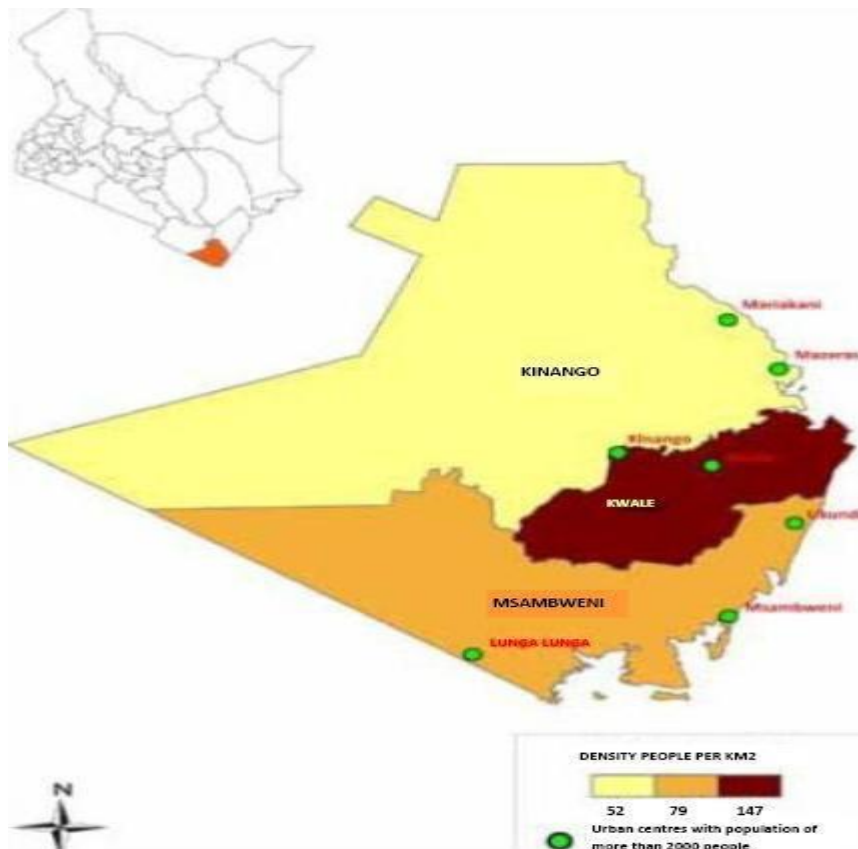 Mariakani
Mazeras
KINANGO
Kinango
KWALE
Ukund
MSAMBWENI
Msambweni
LUNGA LUNGA
DENSITY PEOPLE PER KM2
52 79 147
Urban centres with population of
more than 2000 people
N